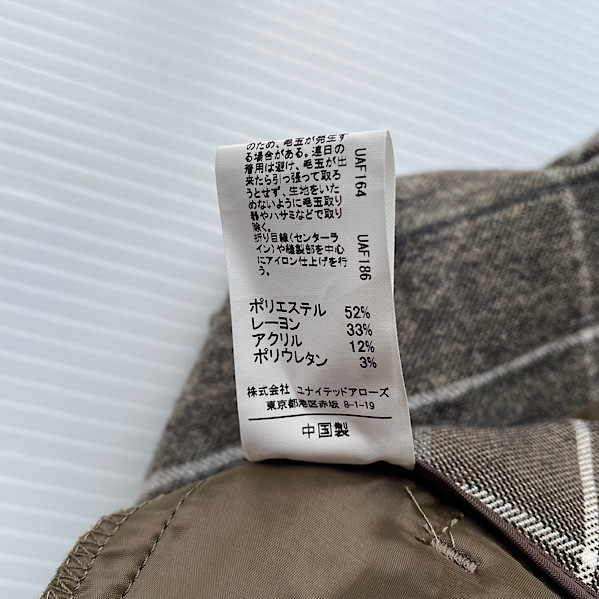 のため、毛玉が発生す
る場合がある。連日の
着用は避け、毛玉が出
来たら引っ張って取ろ
うとせず、生地をいた
めないように毛玉取り
器やハサミなどで取り
除く。
折り目線(センターラ
イン)や縫製部を中心
にアイロン仕上げを行
う。
UAF164
UAF186
ポリエステル 52%
レーヨン 33%
アクリル 12%
ポリウレタン 3%
株式会社 ユナイテッドアローズ
東京都港区赤坂 8-1-19
中国製